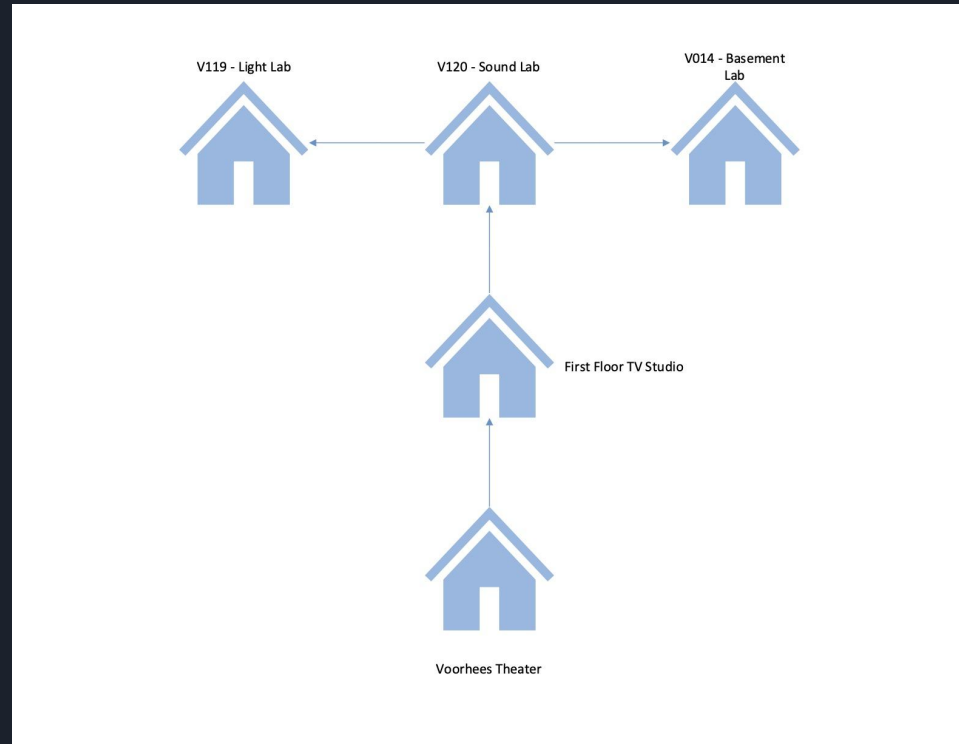 V119 - Light Lab
V120 - Sound Lab
V014 - Basement
Lab
First Floor TV Studio
Voorhees Theater